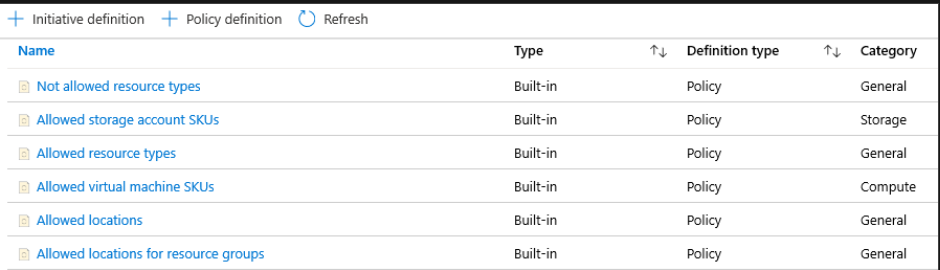 Initiative definition Policy definition Refresh
Name Type Definition type Category
Not allowed resource types Built-in Policy General
Allowed storage account SKUs Built-in Policy Storage
Allowed resource types Built-in Policy General
Allowed virtual machine SKUs Built-in Policy Compute
Allowed locations Built-in Policy General
Allowed locations for resource groups Built-in Policy General